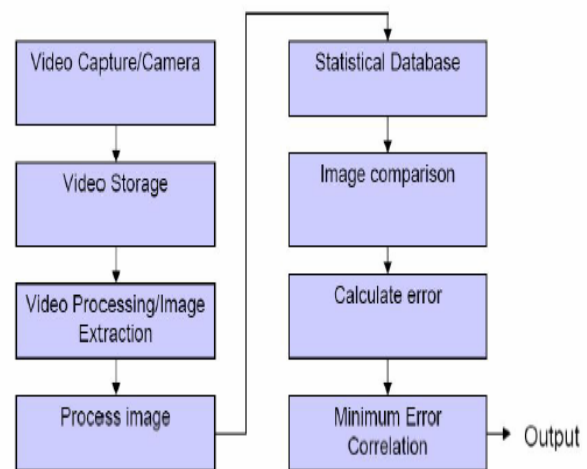 Video Capture/Camera
Video Storage
Video Processing/Image
Extraction
Process image
Statistical Database
Image comparison
Calculate error
Minimum Error
Correlation
Output